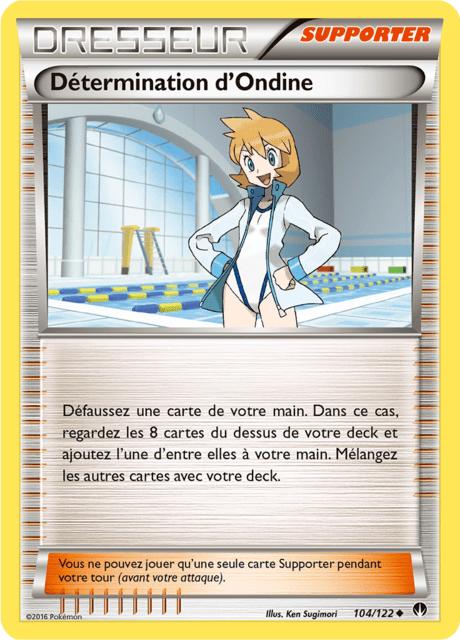 DRESSEUR
SUPPORTER
Détermination d'Ondine
Défaussez une carte de votre main. Dans ce cas,
regardez les 8 cartes du dessus de votre deck et
ajoutez l'une d'entre elles à votre main. Mélangez
les autres cartes avec votre deck.
Vous ne pouvez jouer qu'une seule carte Supporter pendant
votre tour (avant votre attaque).
©2016 Pokémon Illus. Ken Sugimori 104/122